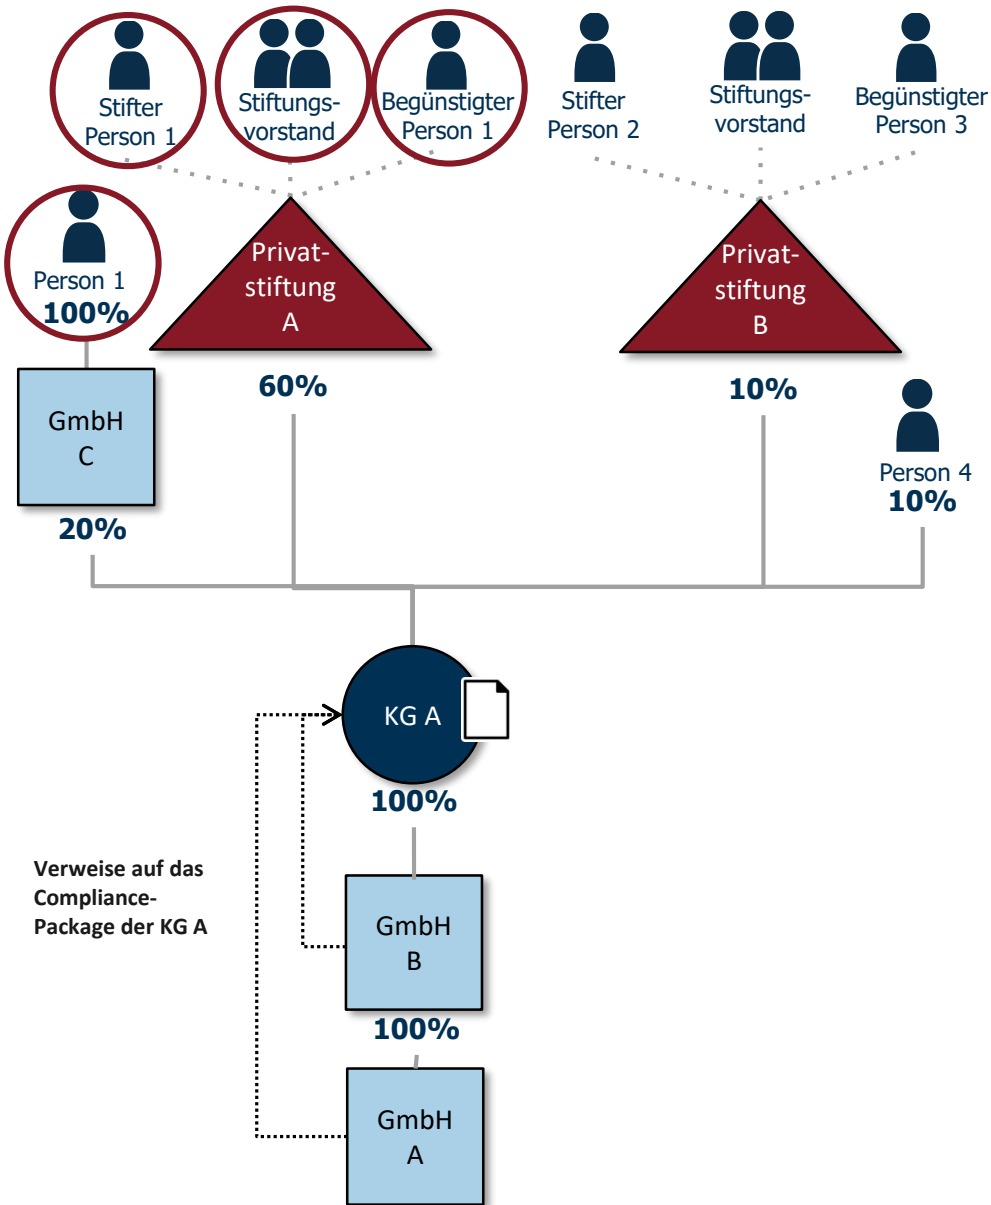 Stifter
Person 1
Stiftungs-
vorstand
Begünstigter
Person 1
Stifter
Person 2
Stiftungs-
vorstand
Begünstigter
Person 3
Person 1
100%
Privat-
stiftung
A
Privat-
stiftung
B
60%
10%
GmbH
C
20%
Person 4
10%
KG A
100%
Verweise auf das
Compliance-
Package der KG A
GmbH
B
100%
GmbH
A